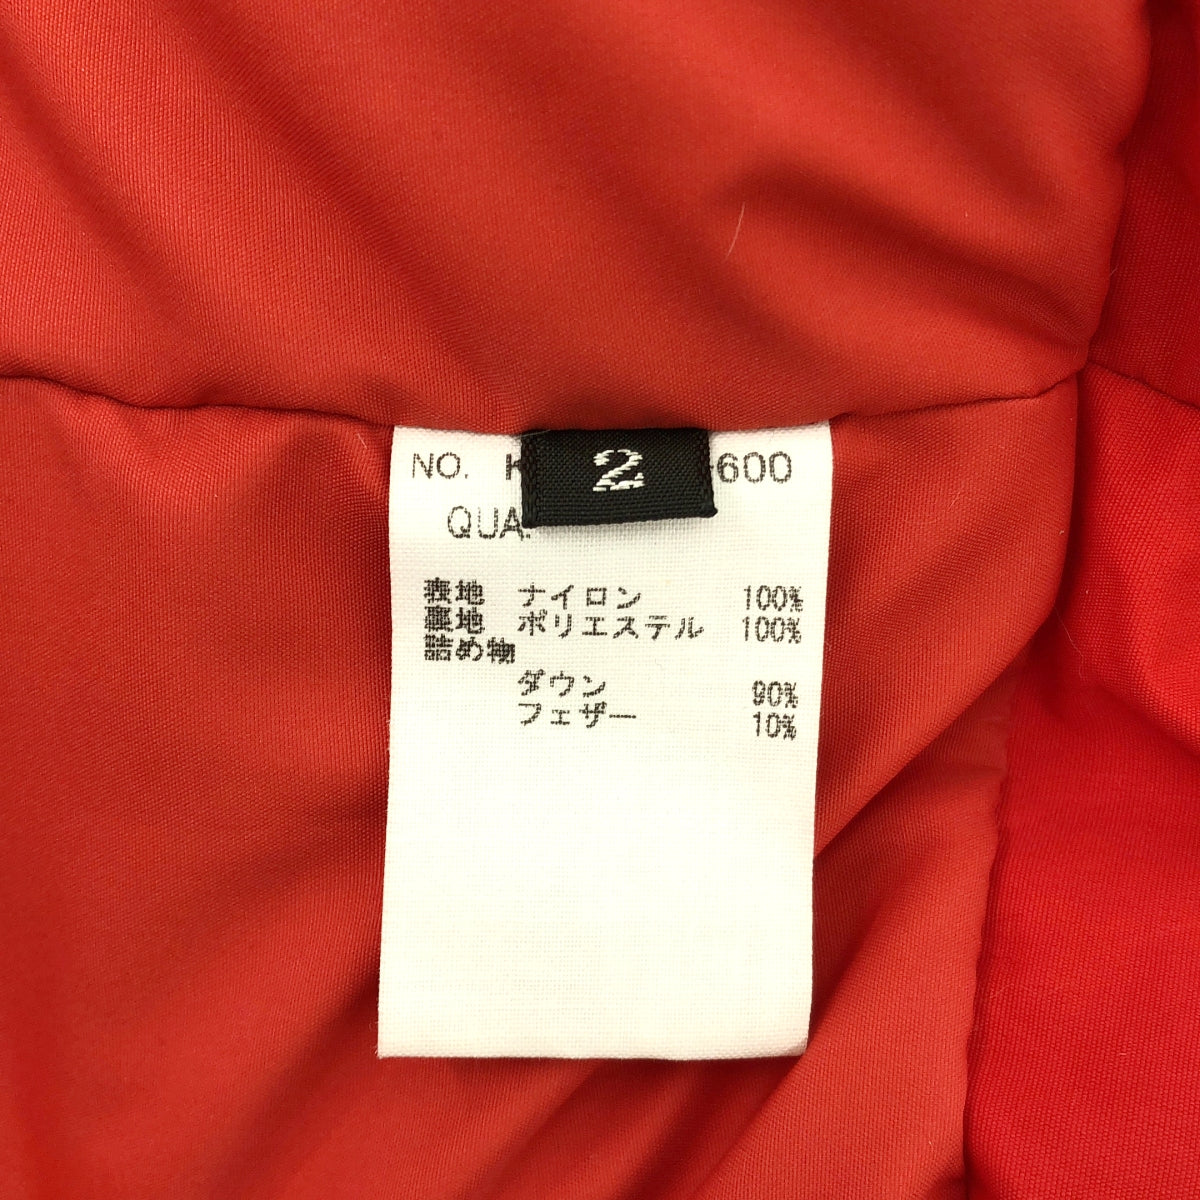 2
NO. K -600
QUA.
表地 ナイロン 100%
裏地 ポリエステル 100%
詰め物
ダウン 90%
フェザー 10%